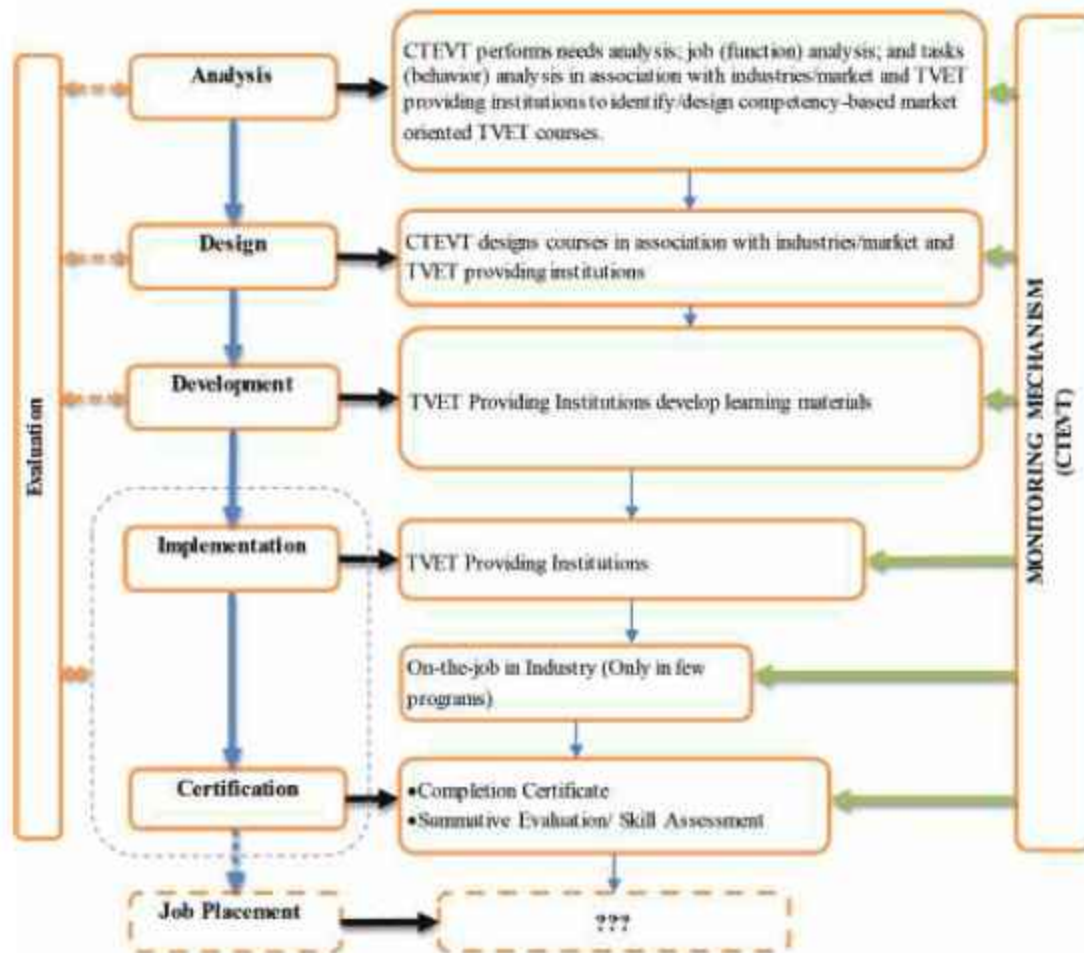 Evaluation
Analysis
CTEVT performs needs analysis; job (function) analysis; and tasks
(behavior) analysis in association with industries/market and TVET
providing institutions to identify/design competency-based market
oriented TVET courses.
Design
CTEVT designs courses in association with industries/market and
TVET providing institutions
Development
TVET Providing Institutions develop learning materials
Implementation
TVET Providing Institutions
On-the-job in Industry (Only in few
programs)
Certification
•Completion Certificate
•Summative Evaluation/ Skill Assessment
Job Placement
???
MONITORING MECHANISM
(CTEVT)